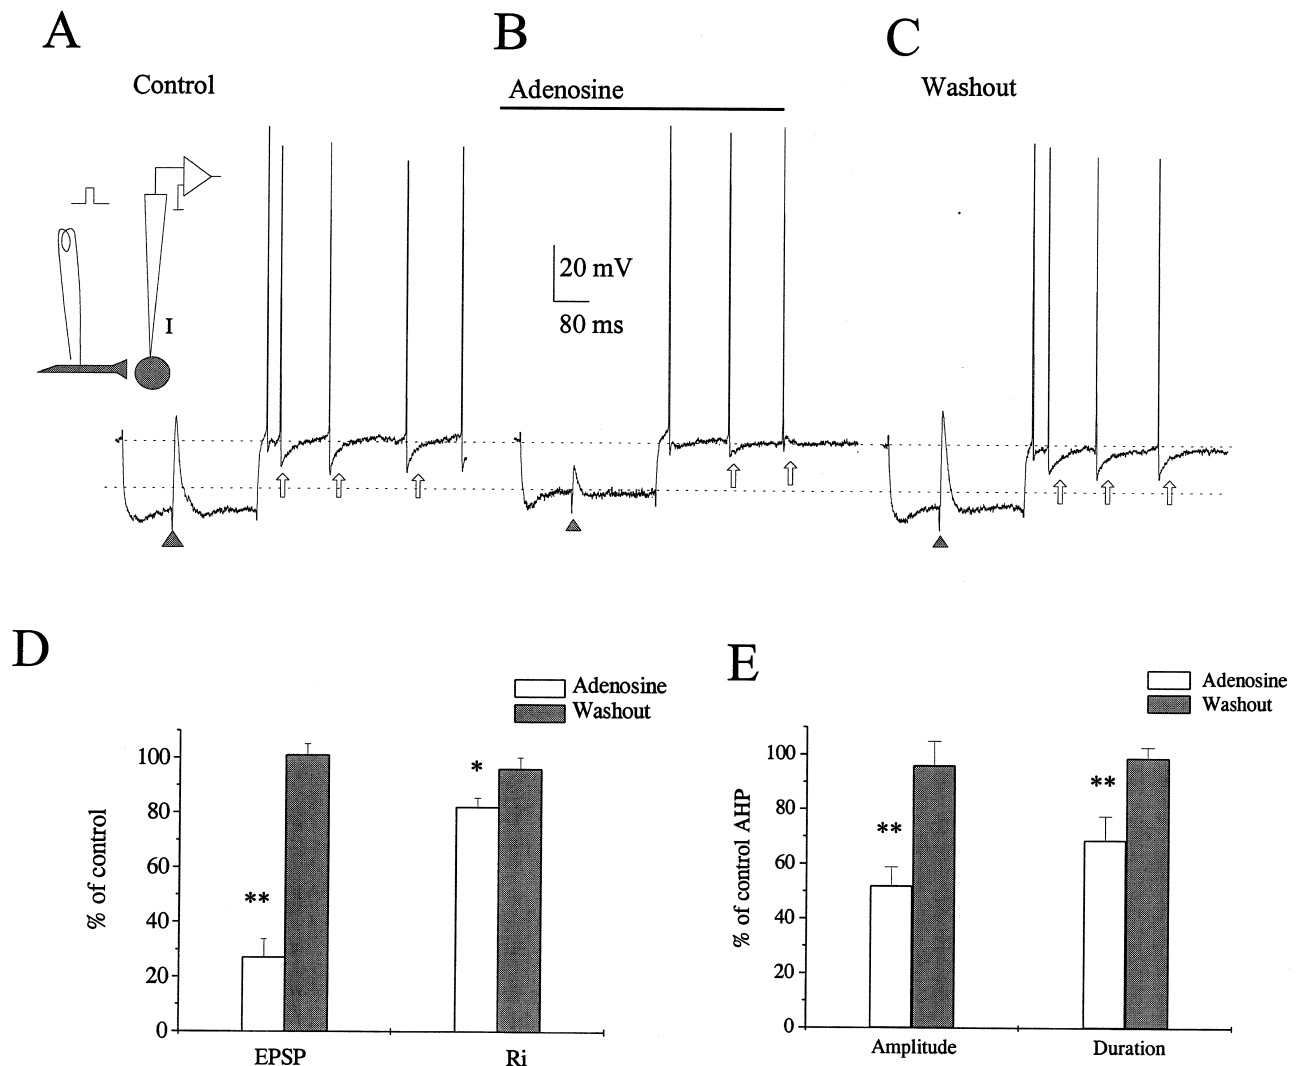 A
B
C
Control
Adenosine
Washout
20 mV
80 ms
I
D
Adenosine
Washout
% of control
100
80
60
40
20
0
**
*
EPSP
Ri
E
Adenosine
Washout
% of control AHP
100
80
60
40
20
0
**
**
Amplitude
Duration